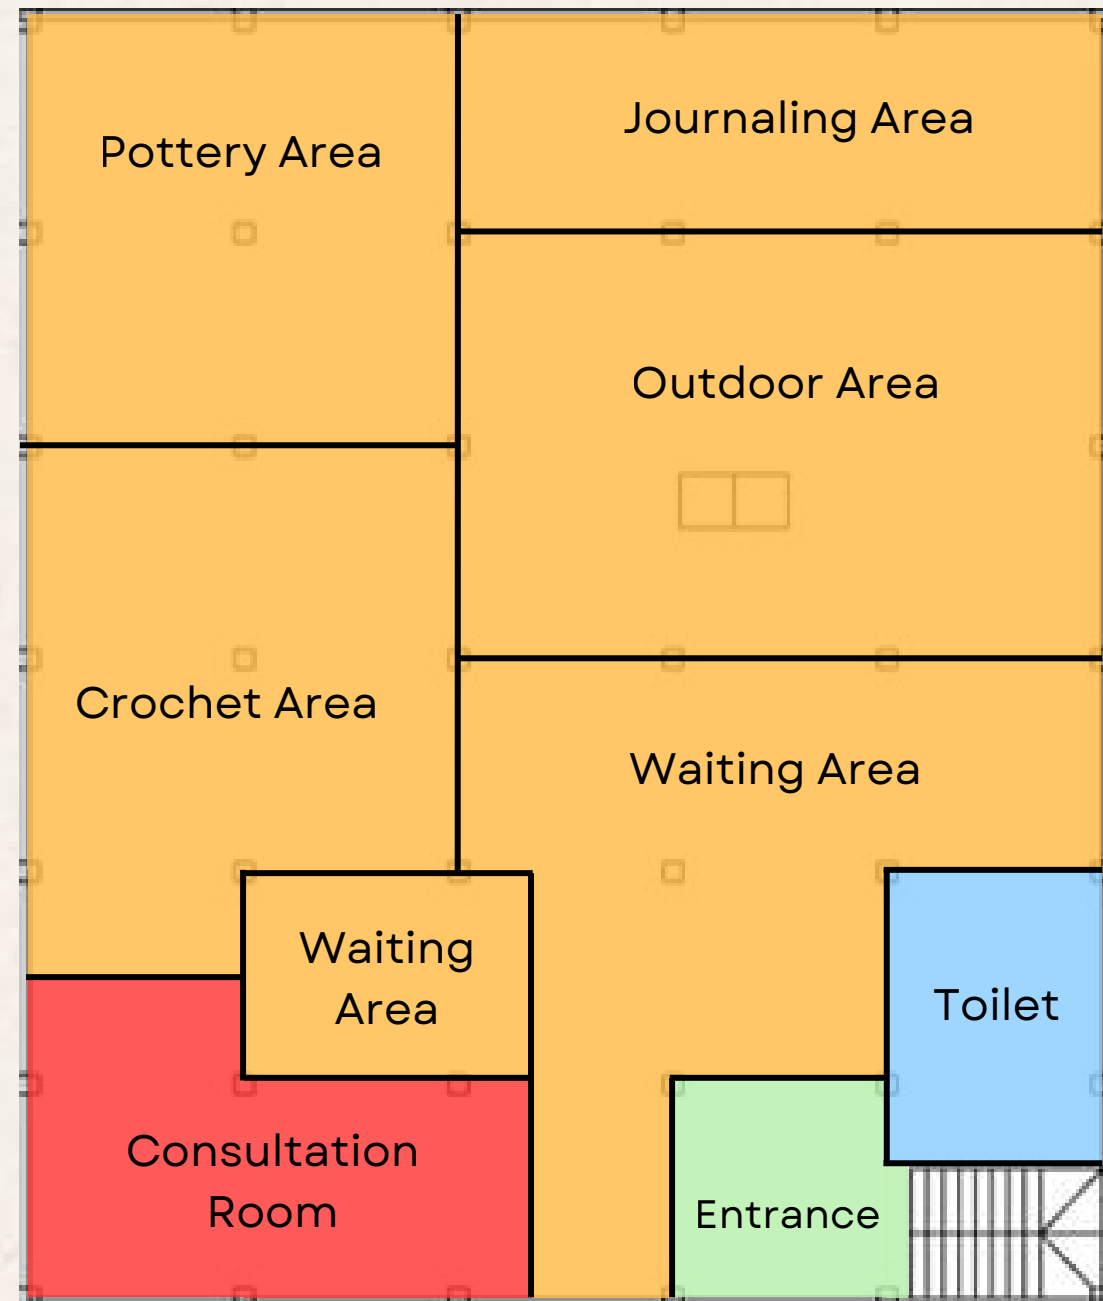 Pottery Area
Journaling Area
Outdoor Area
Crochet Area
Waiting Area
Waiting
Area
Toilet
Consultation
Room
Entrance